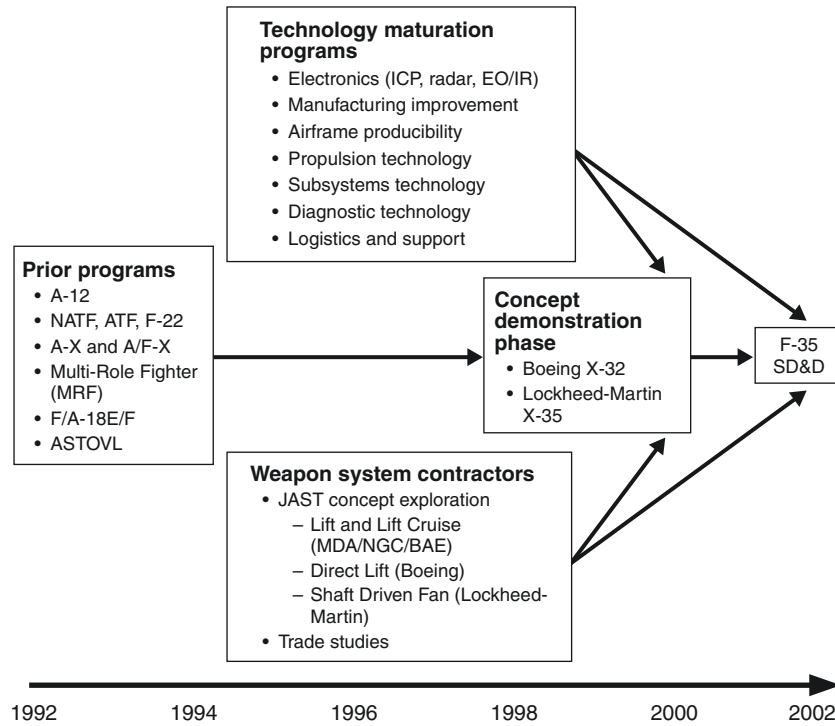 Technology maturation
programs
• Electronics (ICP, radar, EO/IR)
• Manufacturing improvement
• Airframe producibility
• Propulsion technology
• Subsystems technology
• Diagnostic technology
• Logistics and support
Prior programs
• A-12
• NATF, ATF, F-22
• A-X and A/F-X
• Multi-Role Fighter
(MRF)
• F/A-18E/F
• ASTOVL
Concept
demonstration
phase
• Boeing X-32
• Lockheed-Martin
X-35
F-35
SD&D
Weapon system contractors
• JAST concept exploration
– Lift and Lift Cruise
(MDA/NGC/BAE)
– Direct Lift (Boeing)
– Shaft Driven Fan (Lockheed-
Martin)
• Trade studies
1992 1994 1996 1998 2000 2002